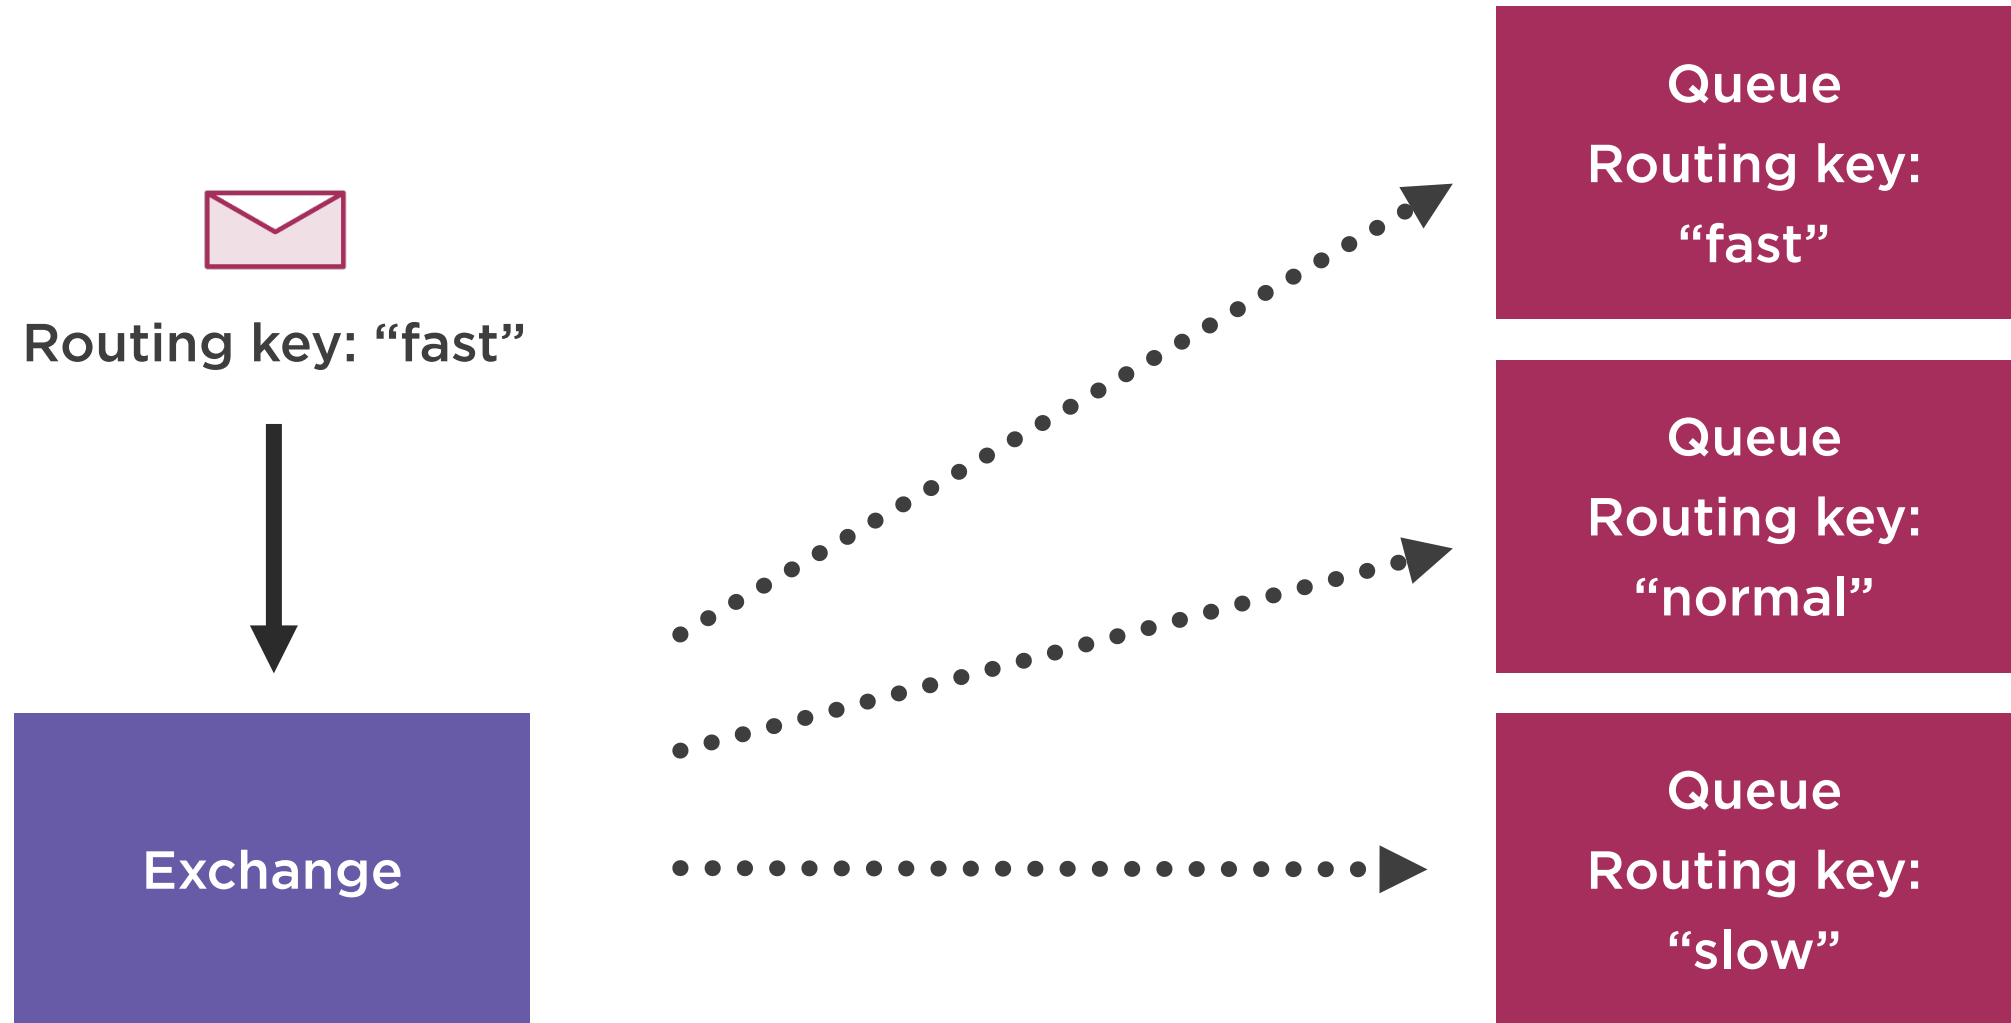 Queue
Routing key:
“fast”
Routing key: “fast”
Queue
Routing key:
“normal”
Exchange
Queue
Routing key:
“slow”